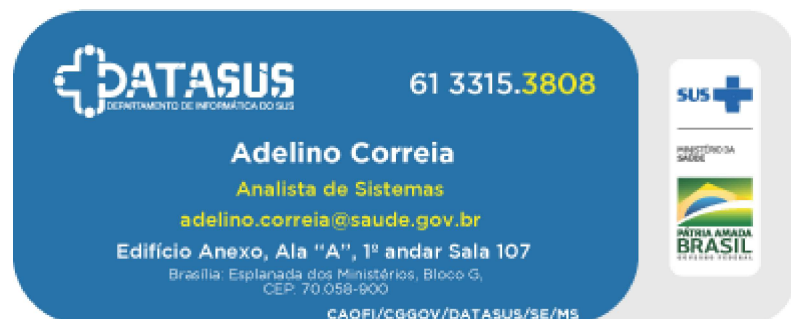 DATASUS
DEPARTAMENTO DE INFORMÁTICA DO SUS
61 3315.3808
Adelino Correia
Analista de Sistemas
adelino.correia@saude.gov.br
Edifício Anexo, Ala “A”, 1º andar Sala 107
Brasília: Esplanada dos Ministérios, Bloco G,
CEP: 70.058-900
CAOFI/CGGOV/DATASUS/SE/MS
SUS
MINISTÉRIO DA
SAÚDE
PÁTRIA AMADA
BRASIL
GOVERNO FEDERAL